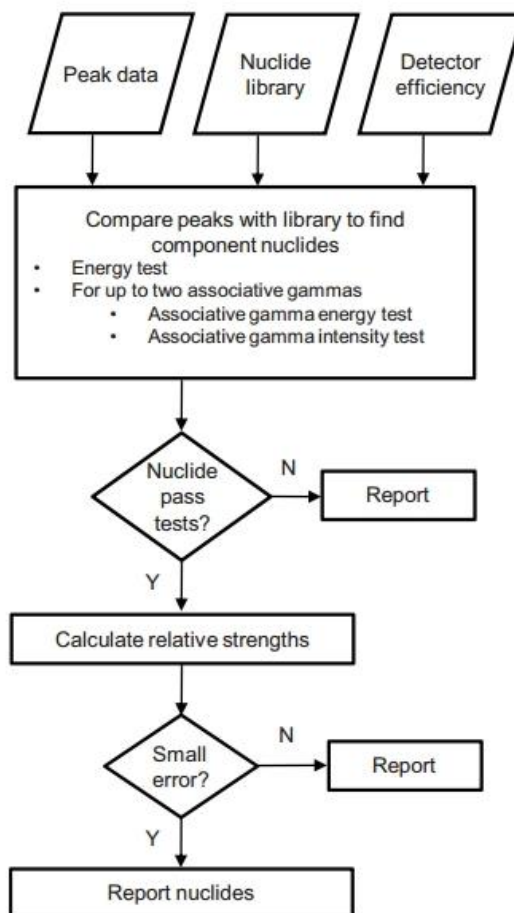 Peak data
Nuclide
library
Detector
efficiency
Compare peaks with library to find
component nuclides
• Energy test
• For up to two associative gammas
• Associative gamma energy test
• Associative gamma intensity test
Nuclide
pass
tests?
N
Report
Y
Calculate relative strengths
Small
error?
N
Report
Y
Report nuclides